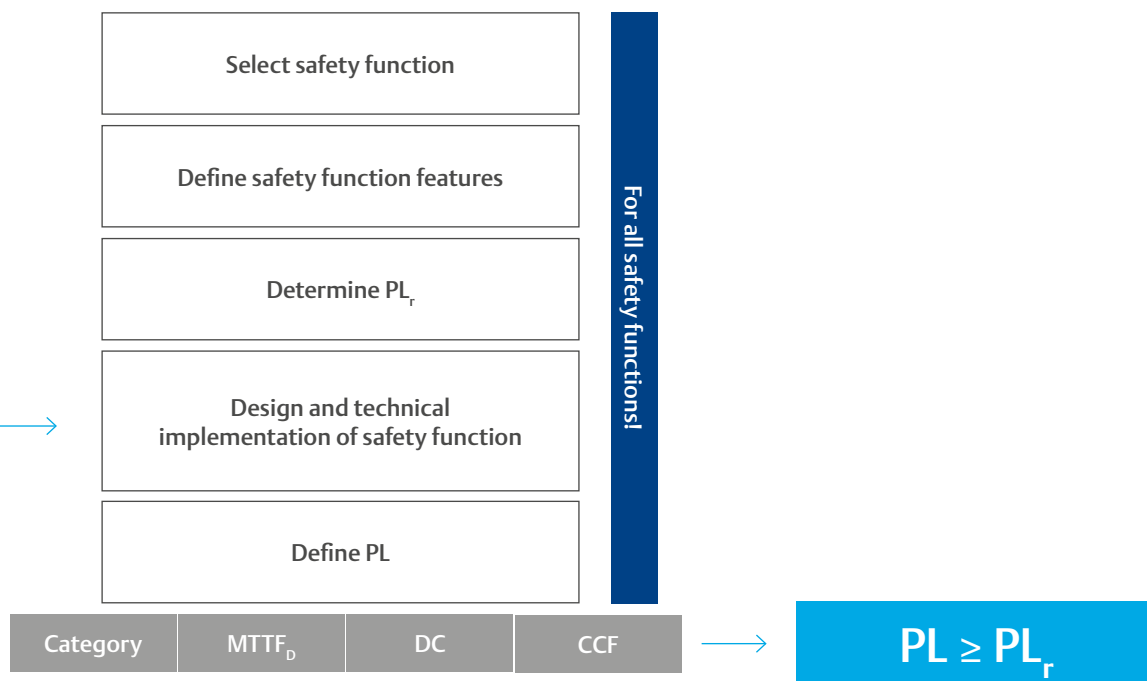 Select safety function
Define safety function features
Determine PLr
Design and technical
implementation of safety function
Define PL
For all safety functions!
Category
MTTFD
DC
CCF
PL ≥ PLr